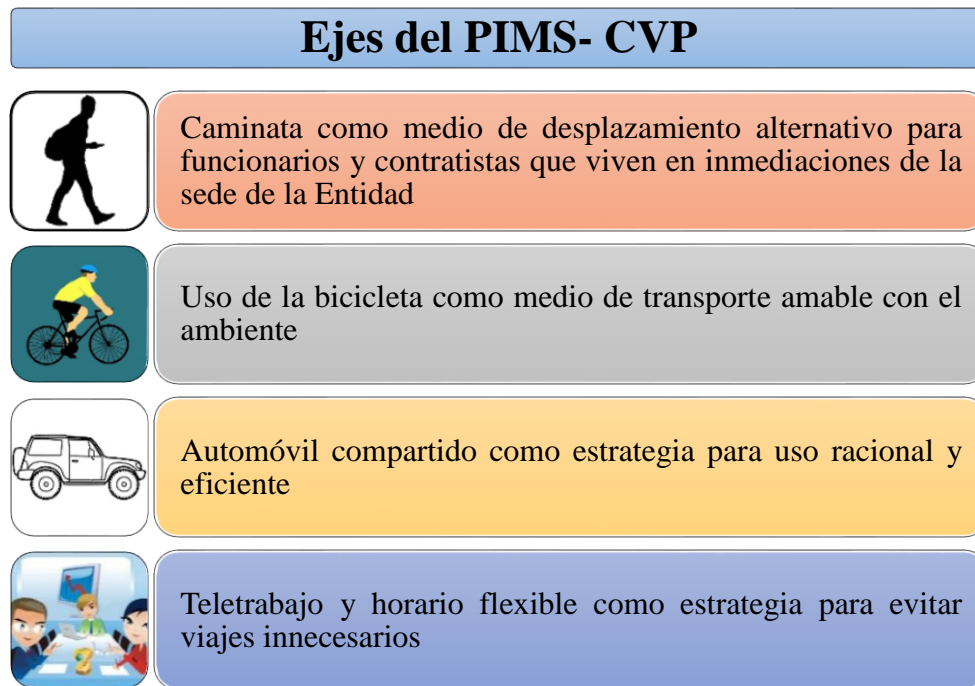 Ejes del PIMS- CVP
Caminata como medio de desplazamiento alternativo para
funcionarios y contratistas que viven en inmediaciones de la
sede de la Entidad
Uso de la bicicleta como medio de transporte amable con el
ambiente
Automóvil compartido como estrategia para uso racional y
eficiente
Teletrabajo y horario flexible como estrategia para evitar
viajes innecesarios